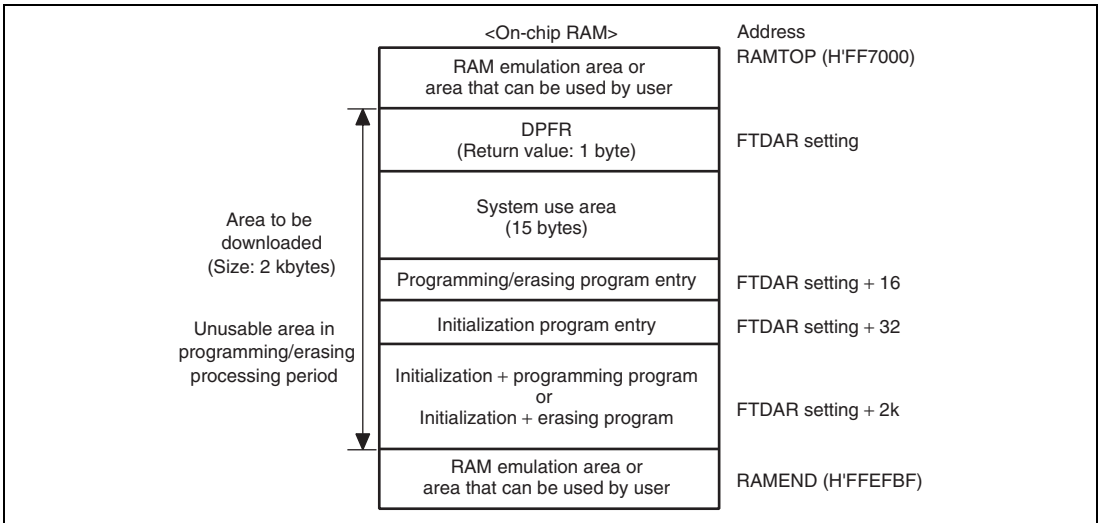 <On-chip RAM>
Address
RAMTOP (H'FF7000)
RAM emulation area or
area that can be used by user
DPFR
(Return value: 1 byte)
FTDAR setting
System use area
(15 bytes)
Area to be
downloaded
(Size: 2 kbytes)
Programming/erasing program entry
FTDAR setting + 16
Initialization program entry
FTDAR setting + 32
Unusable area in
programming/erasing
processing period
Initialization + programming program
or
Initialization + erasing program
FTDAR setting + 2k
RAM emulation area or
area that can be used by user
RAMEND (H'FFEFBF)